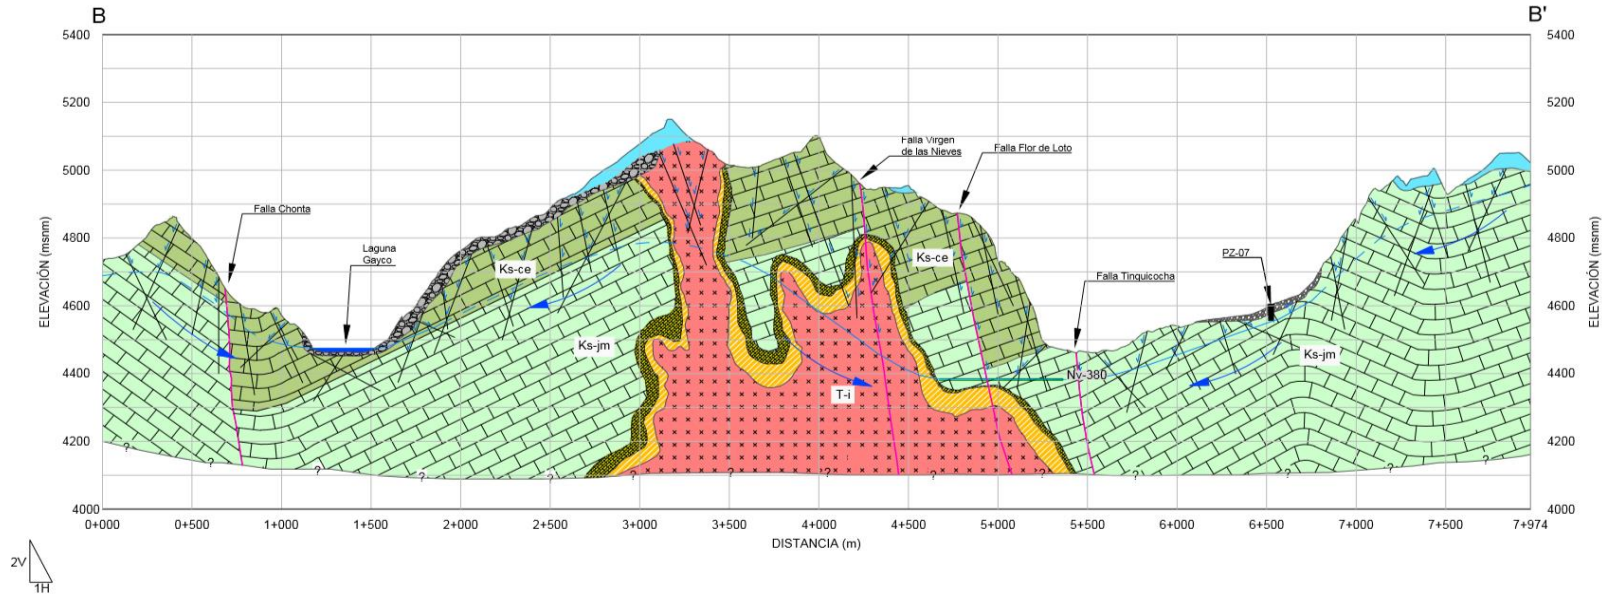 B
B'
5400
5400
5200
5200
Falla Virgen
de las Nieves
Falla Flor de Loto
5000
5000
Falla Chonta
ELEVACIÓN (msnm)
ELEVACIÓN (msnm)
4800
4800
Laguna
Gayco
Ks-ce
Ks-ce
PZ-07
Falla Tinquicocha
4600
4600
Ks-jm
Ks-jm
4400
4400
Nv-380
T-i
4200
4200
? ? ? ? ? ? ? ? ? ? ? ? ? ?
4000
4000
0+000 0+500 1+000 1+500 2+000 2+500 3+000 3+500 4+000 4+500 5+000 5+500 6+000 6+500 7+000 7+500 7+974
DISTANCIA (m)
2V
1H